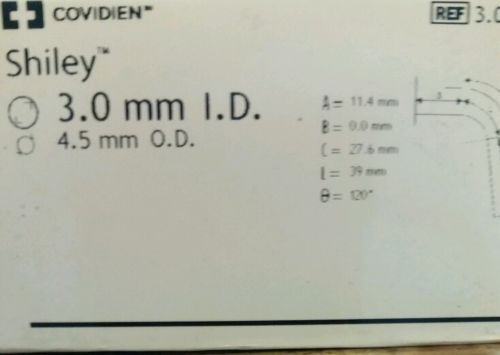 COVIDIEN™
REF 3.0
Shiley™
3.0 mm I.D.
4.5 mm O.D.
A = 11.4 mm
B = 0.0 mm
C = 27.6 mm
L = 39 mm
θ = 120°
A